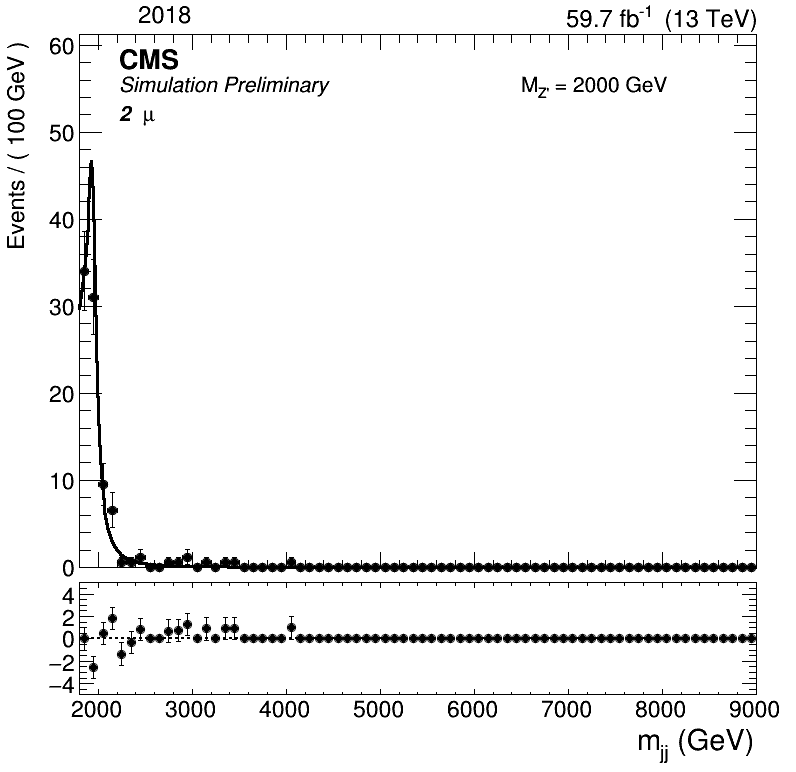 2018
59.7 fb⁻¹ (13 TeV)
CMS
Simulation Preliminary
M_Z' = 2000 GeV
2 μ
Events / ( 100 GeV )
60
50
40
30
20
10
0
4
2
0
−2
−4
2000 3000 4000 5000 6000 7000 8000 9000
m_jj (GeV)